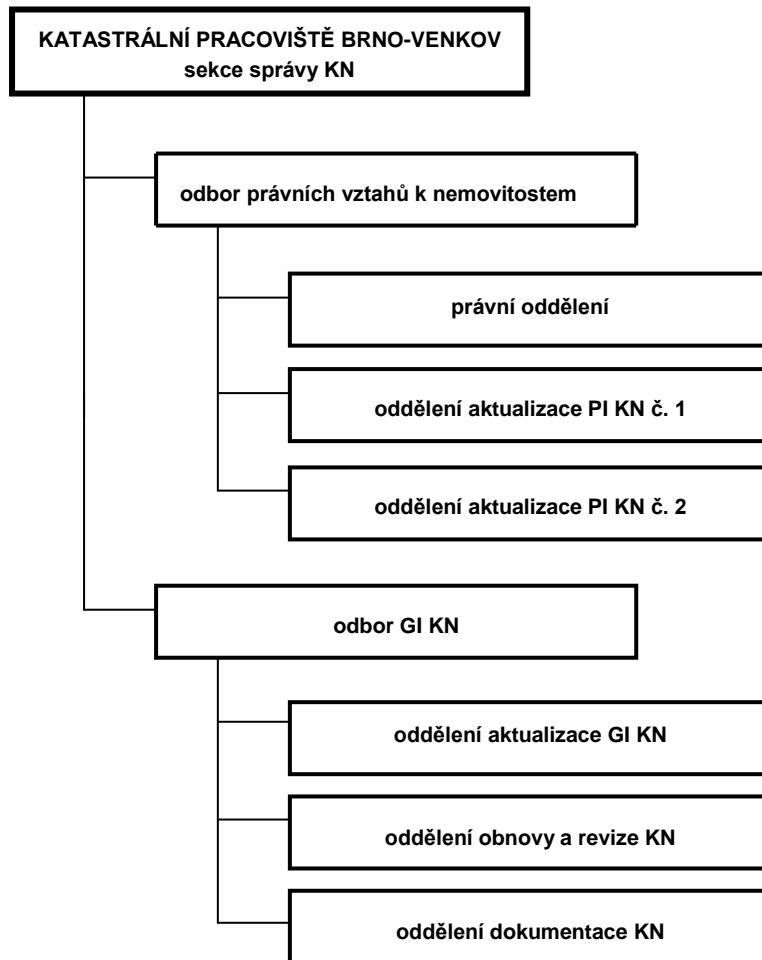 KATASTRÁLNÍ PRACOVIŠTĚ BRNO-VENKOV
sekce správy KN
odbor právních vztahů k nemovitostem
právní oddělení
oddělení aktualizace PI KN č. 1
oddělení aktualizace PI KN č. 2
odbor GI KN
oddělení aktualizace GI KN
oddělení obnovy a revize KN
oddělení dokumentace KN